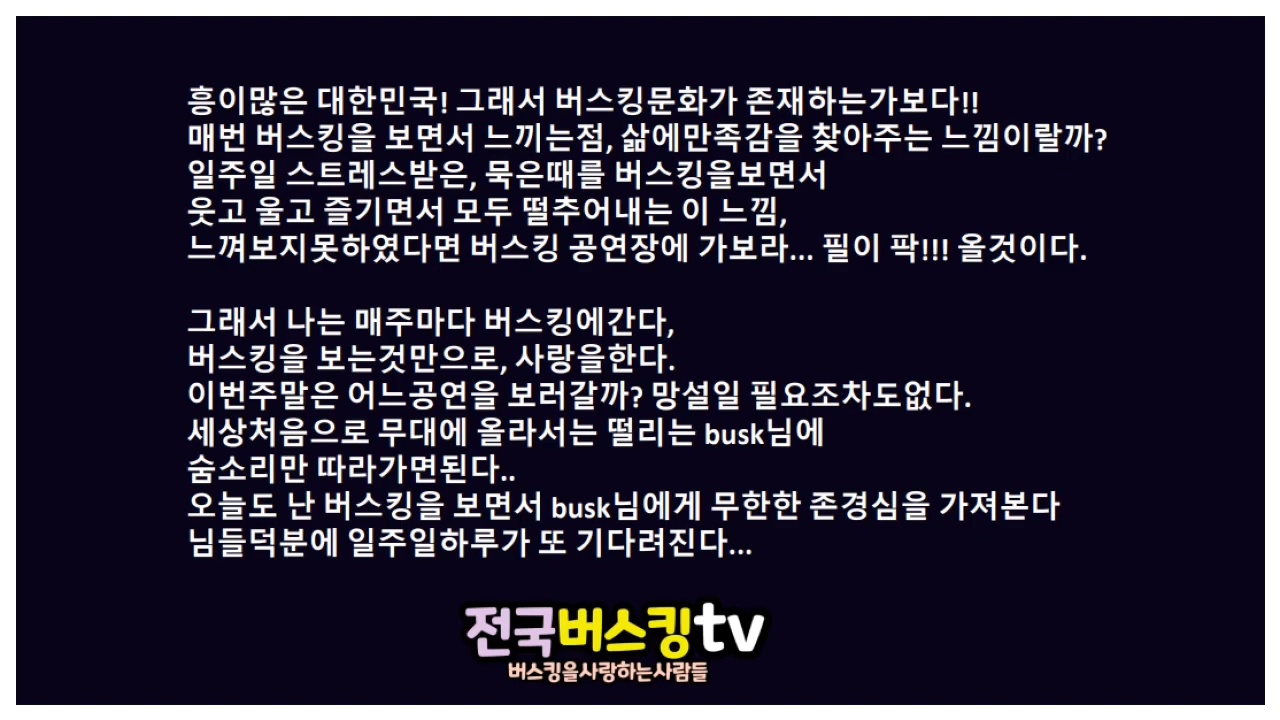 흥이많은 대한민국! 그래서 버스킹문화가 존재하는가보다!!
매번 버스킹을 보면서 느끼는점, 삶에만족감을 찾아주는 느낌이랄까?
일주일 스트레스받은, 묵은때를 버스킹을보면서
웃고 울고 즐기면서 모두 떨추어내는 이 느낌,
느껴보지못하였다면 버스킹 공연장에 가보라... 필이 팍!!! 올것이다.
그래서 나는 매주마다 버스킹에간다,
버스킹을 보는것만으로, 사랑을한다.
이번주말은 어느공연을 보러갈까? 망설일 필요조차도없다.
세상처음으로 무대에 올라서는 떨리는 busk님에
숨소리만 따라가면된다..
오늘도 난 버스킹을 보면서 busk님에게 무한한 존경심을 가져본다
님들덕분에 일주일하루가 또 기다려진다...
전국버스킹tv
버스킹을사랑하는사람들